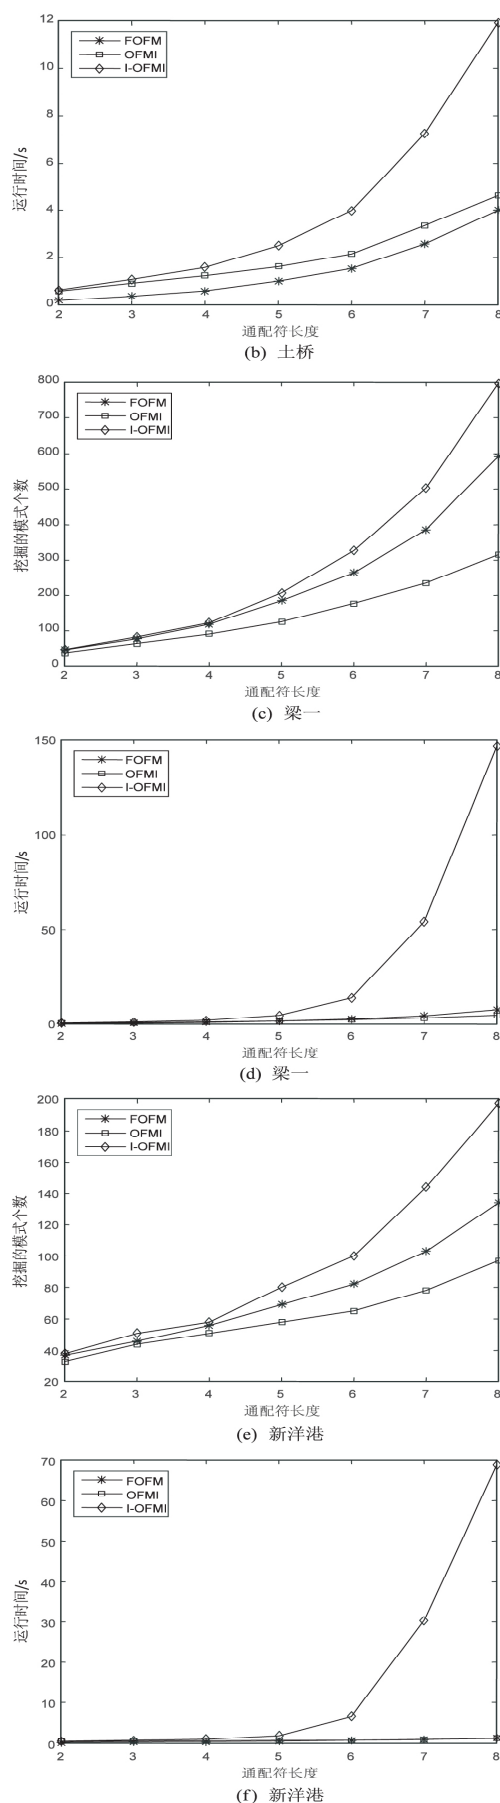 12
FOFM
OFMI
I-OFMI
10
8
6
4
2
0
运行时间/s
2 3 4 5 6 7 8
通配符长度
(b) 土桥
800
FOFM
OFMI
I-OFMI
700
600
500
400
300
200
100
0
挖掘的模式个数
2 3 4 5 6 7 8
通配符长度
(c) 梁一
150
FOFM
OFMI
I-OFMI
100
50
0
运行时间/s
2 3 4 5 6 7 8
通配符长度
(d) 梁一
200
FOFM
OFMI
I-OFMI
180
160
140
120
100
80
60
40
20
挖掘的模式个数
2 3 4 5 6 7 8
通配符长度
(e) 新洋港
70
FOFM
OFMI
I-OFMI
60
50
40
30
20
10
0
运行时间/s
2 3 4 5 6 7 8
通配符长度
(f) 新洋港